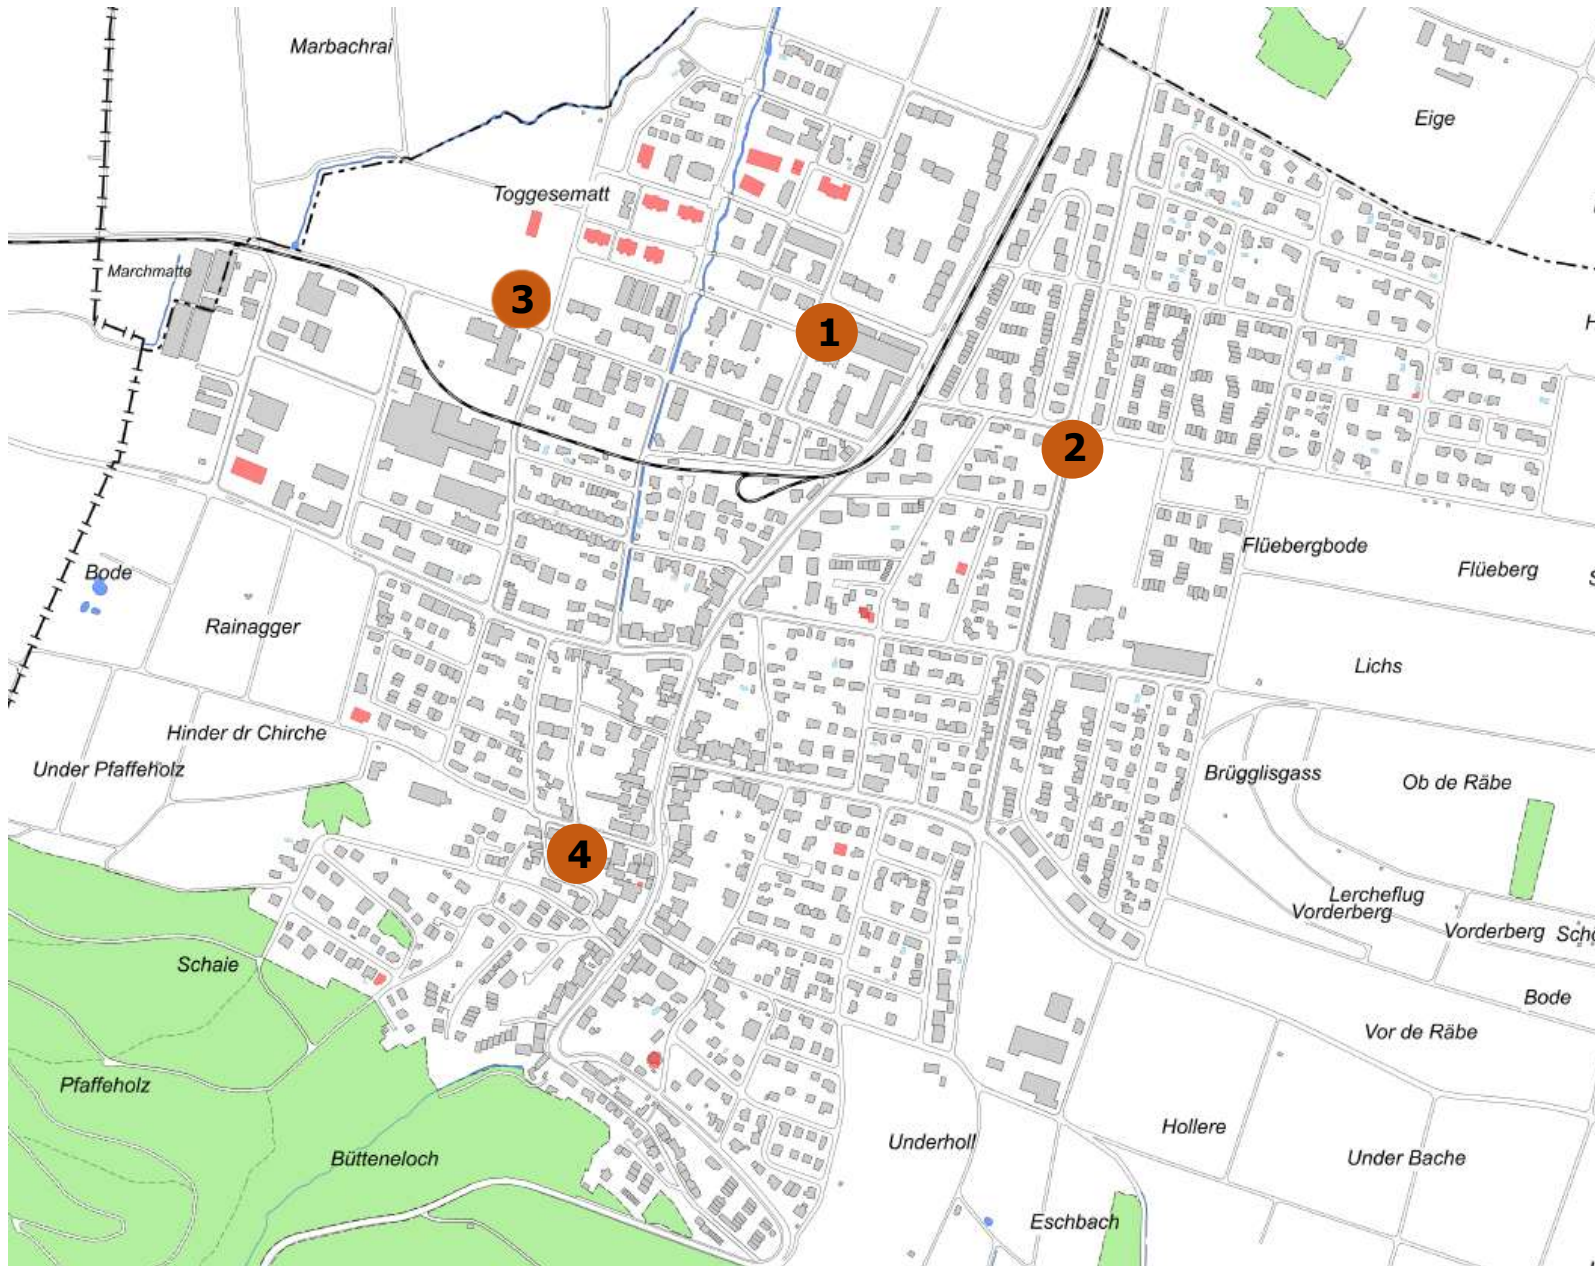 Marbachrai
Eige
Toggesematt
Marchmatte
3
1
H
2
Flüebergbode
Flüeberg
S
Bode
Rainagger
Lichs
Hinder dr Chirche
Under Pfaffeholz
Brügglisgass
Ob de Räbe
4
Lercheflug
Vorderberg
Vorderberg
Scho
Schaie
Bode
Vor de Räbe
Pfaffeholz
Hollere
Underholl
Bütteneloch
Under Bache
Eschbach